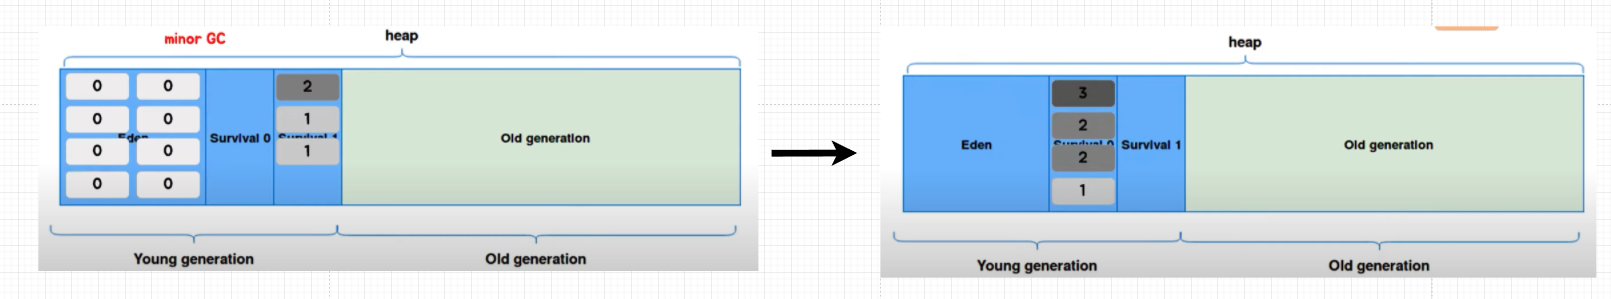 minor GC
heap
0 0 2
0 0 1
Eden Survival 0 Survival 1 Old generation
0 0 1
0 0
Young generation Old generation
heap
3
2
Eden Survival 0 Survival 1 Old generation
2
1
Young generation Old generation